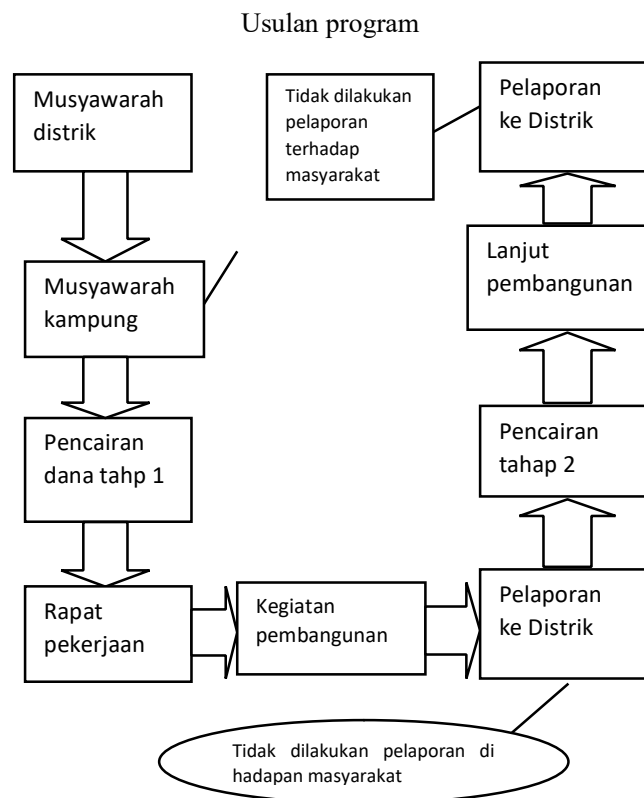 Usulan program
Musyawarah
distrik
Musyawarah
kampung
Pencairan
dana tahp 1
Rapat
pekerjaan
Kegiatan
pembangunan
Pelaporan
ke Distrik
Tidak dilakukan pelaporan di
hadapan masyarakat
Pencairan
tahap 2
Lanjut
pembangunan
Pelaporan
ke Distrik
Tidak dilakukan
pelaporan
terhadap
masyarakat